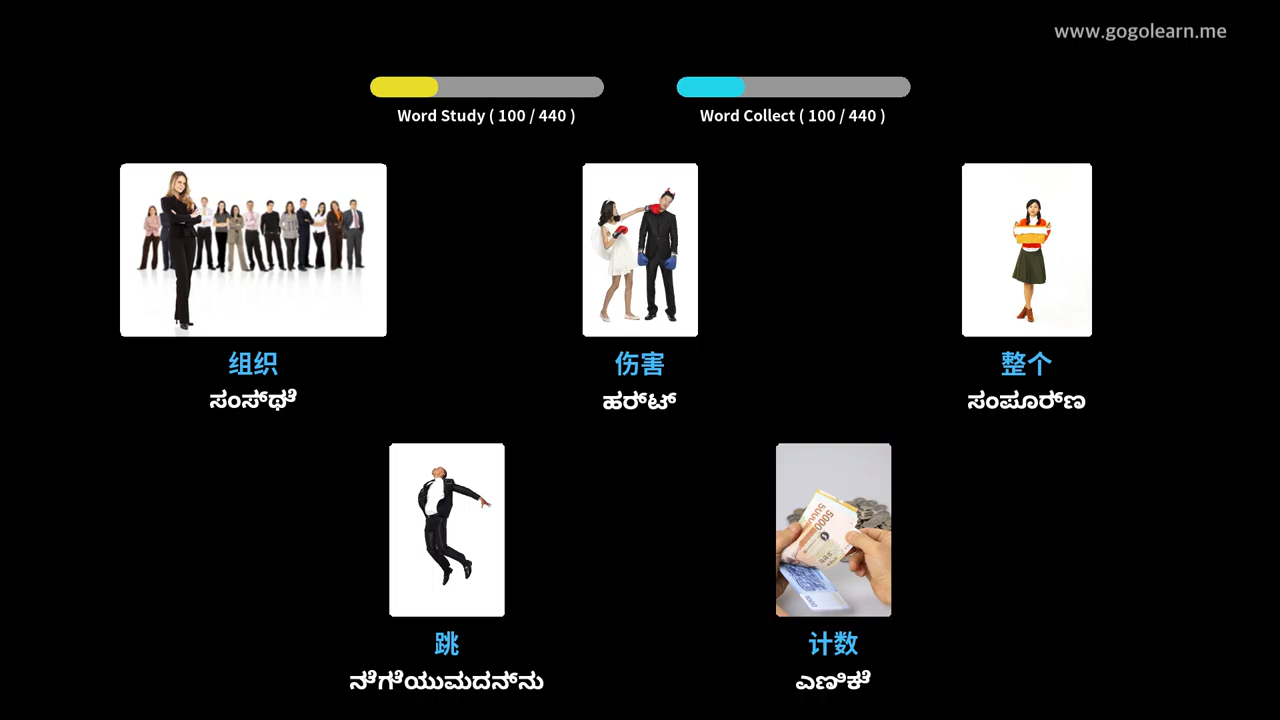 www.gogolearn.me
Word Study ( 100 / 440 )
Word Collect ( 100 / 440 )
组织
ಸಂಸ್‌ಥೆ
伤害
ಹರ್‌ಟ್
整个
ಸಂಪೂರ್‌ಣ
跳
ನೆಗೆಯುಮದನ್‌ನು
计数
ಎಣಿಕೆ